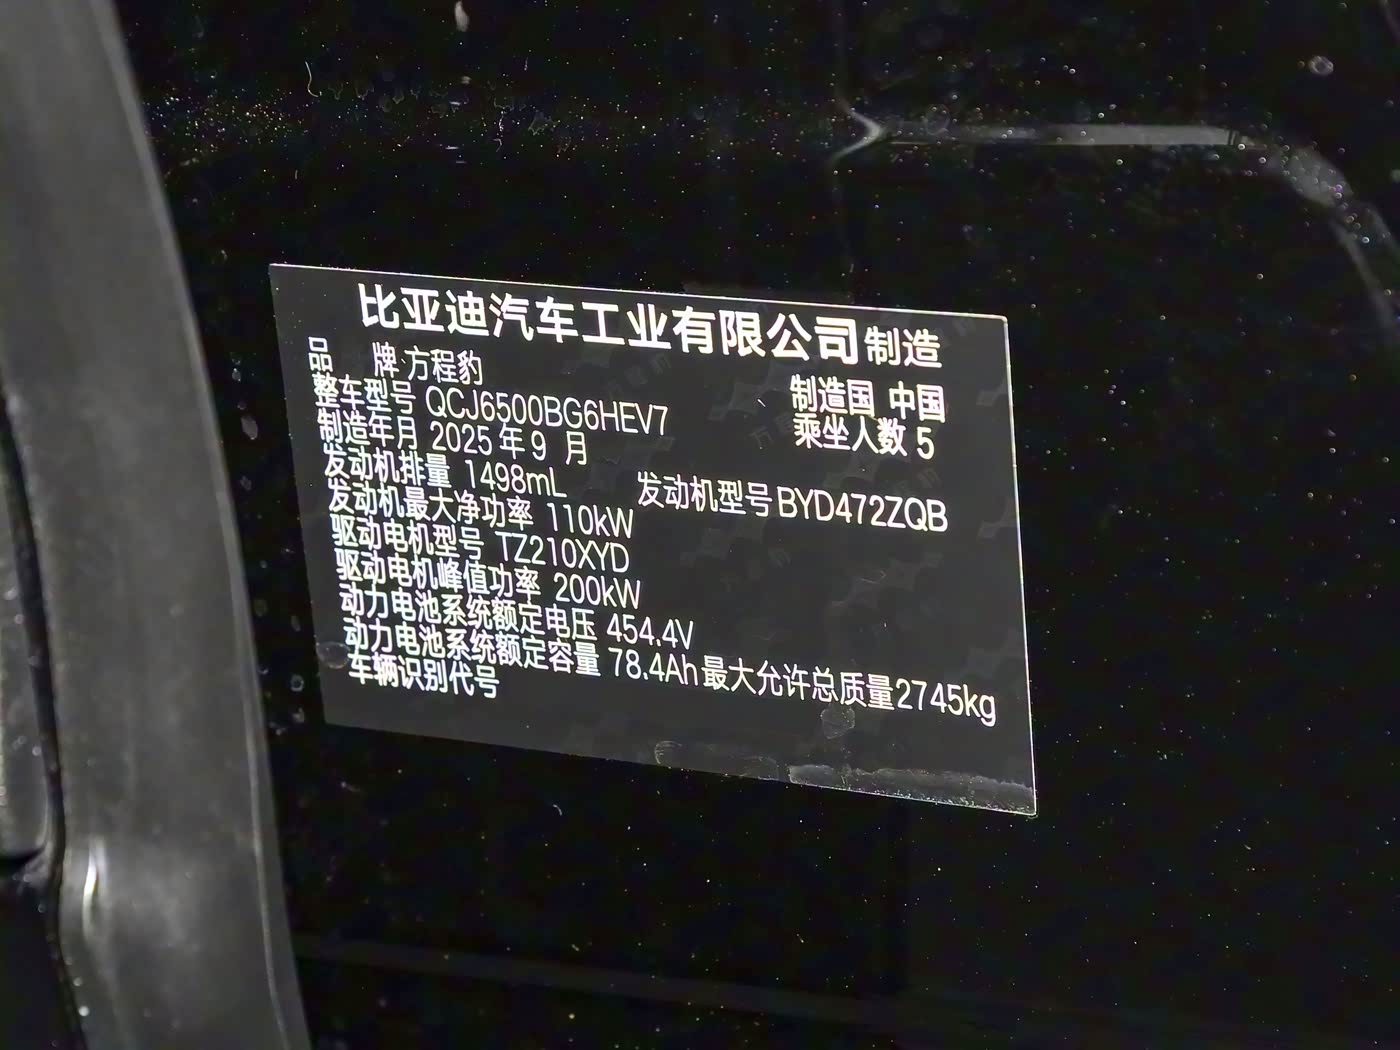 比亚迪汽车工业有限公司制造
品 牌 方程豹
整车型号 QCJ6500BG6HEV7 制造国 中国
制造年月 2025 年 9 月 乘坐人数 5
发动机排量 1498mL 发动机型号 BYD472ZQB
发动机最大净功率 110kW
驱动电机型号 TZ210XYD
驱动电机峰值功率 200kW
动力电池系统额定电压 454.4V
动力电池系统额定容量 78.4Ah 最大允许总质量2745kg
车辆识别代号